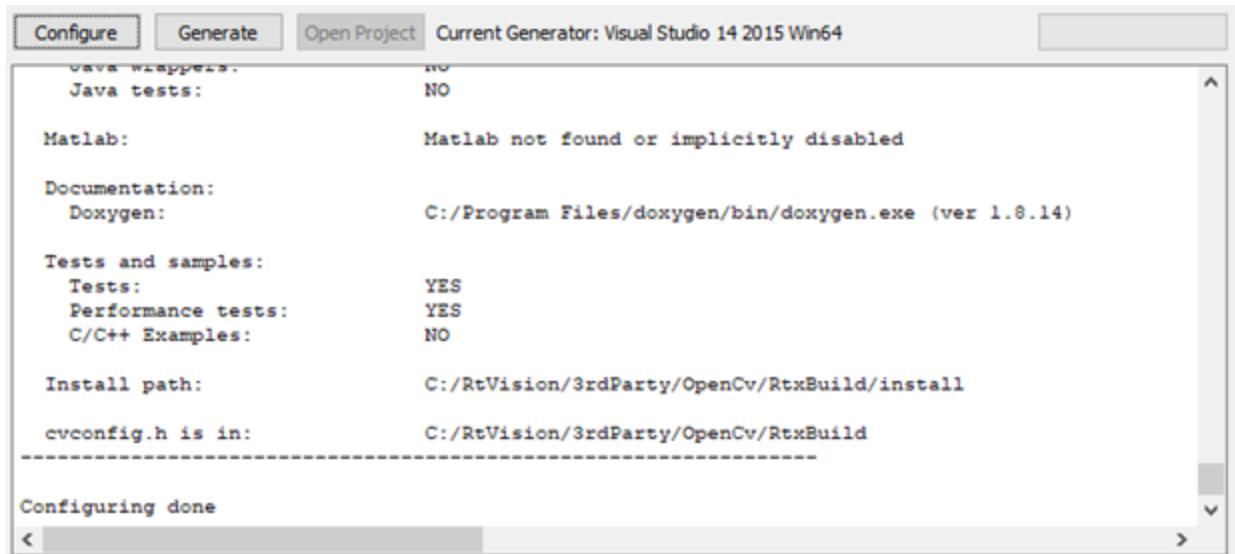 Configure Generate Open Project Current Generator: Visual Studio 14 2015 Win64
Java wrappers: NO
Java tests: NO
Matlab: Matlab not found or implicitly disabled
Documentation:
Doxygen: C:/Program Files/doxygen/bin/doxygen.exe (ver 1.8.14)
Tests and samples:
Tests: YES
Performance tests: YES
C/C++ Examples: NO
Install path: C:/RtVision/3rdParty/OpenCv/RtxBuild/install
cvconfig.h is in: C:/RtVision/3rdParty/OpenCv/RtxBuild
-----------------------------------------------------------------
Configuring done